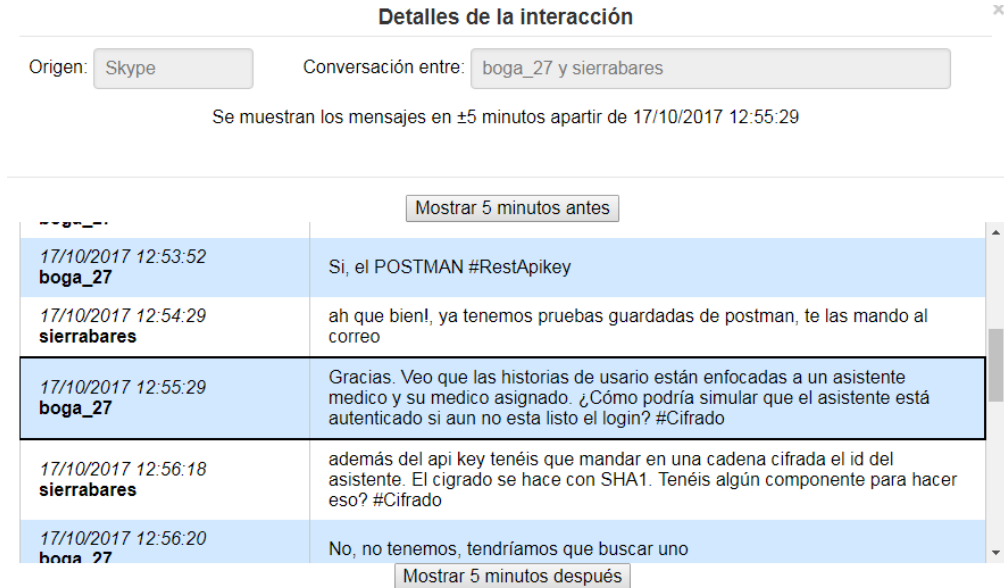 Detalles de la interacción
×
Origen: Skype Conversación entre: boga_27 y sierrabares
Se muestran los mensajes en ±5 minutos apartir de 17/10/2017 12:55:29
Mostrar 5 minutos antes
boga_27
17/10/2017 12:53:52
boga_27
Si, el POSTMAN #RestApikey
17/10/2017 12:54:29
sierrabares
ah que bien!, ya tenemos pruebas guardadas de postman, te las mando al
correo
17/10/2017 12:55:29
boga_27
Gracias. Veo que las historias de usario están enfocadas a un asistente
medico y su medico asignado. ¿Cómo podría simular que el asistente está
autenticado si aun no esta listo el login? #Cifrado
17/10/2017 12:56:18
sierrabares
además del api key tenéis que mandar en una cadena cifrada el id del
asistente. El cigrado se hace con SHA1. Tenéis algún componente para hacer
eso? #Cifrado
17/10/2017 12:56:20
boga_27
No, no tenemos, tendríamos que buscar uno
Mostrar 5 minutos después